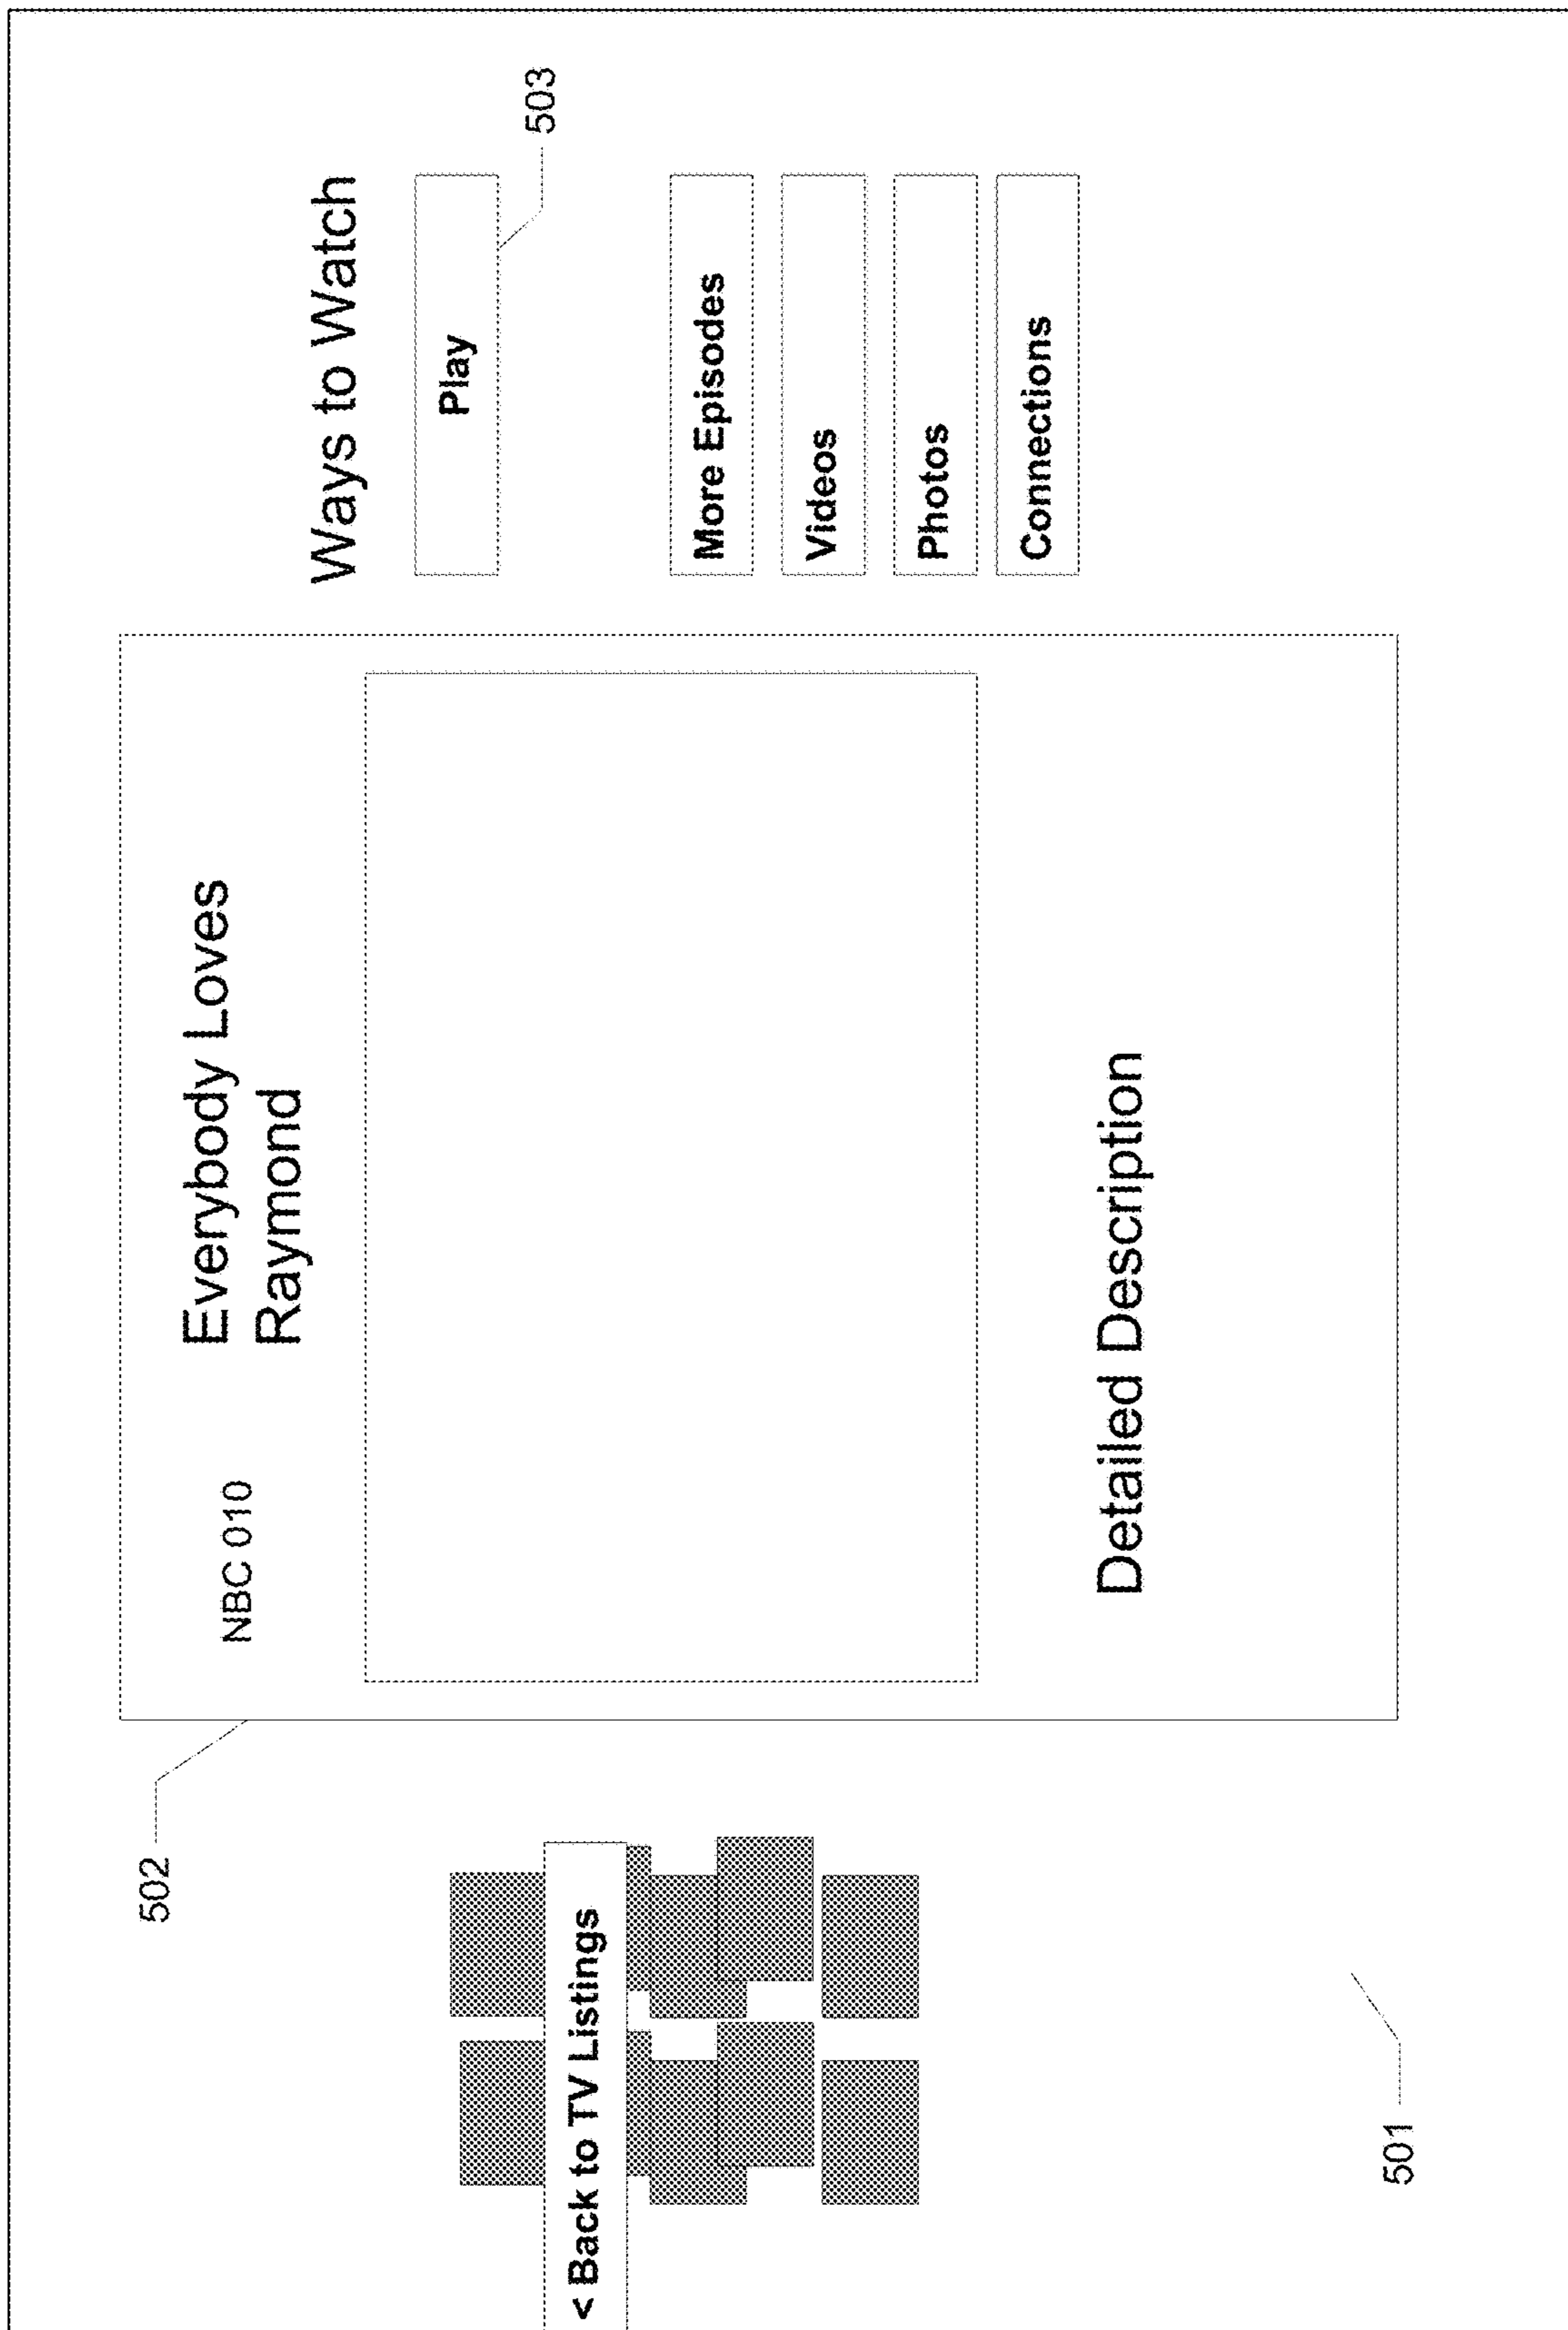 502
NBC 010
Everybody Loves
Raymond
Ways to Watch
Play
503
< Back to TV Listings
More Episodes
Videos
Photos
Connections
Detailed Description
501